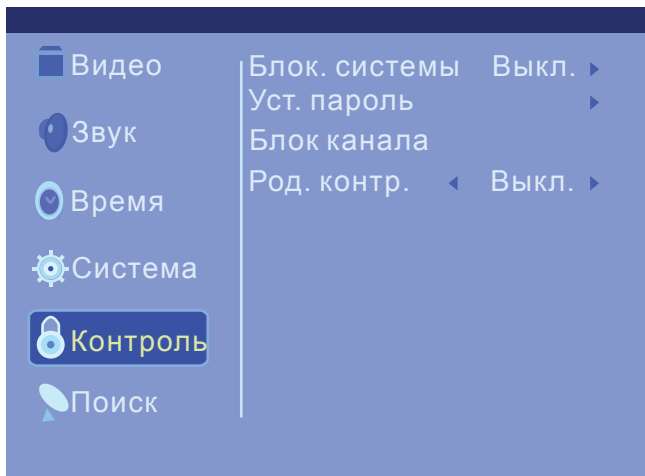 Видео
Звук
Время
Система
Контроль
Поиск
Блок. системы Выкл.
Уст. пароль
Блок канала
Род. контр. Выкл.